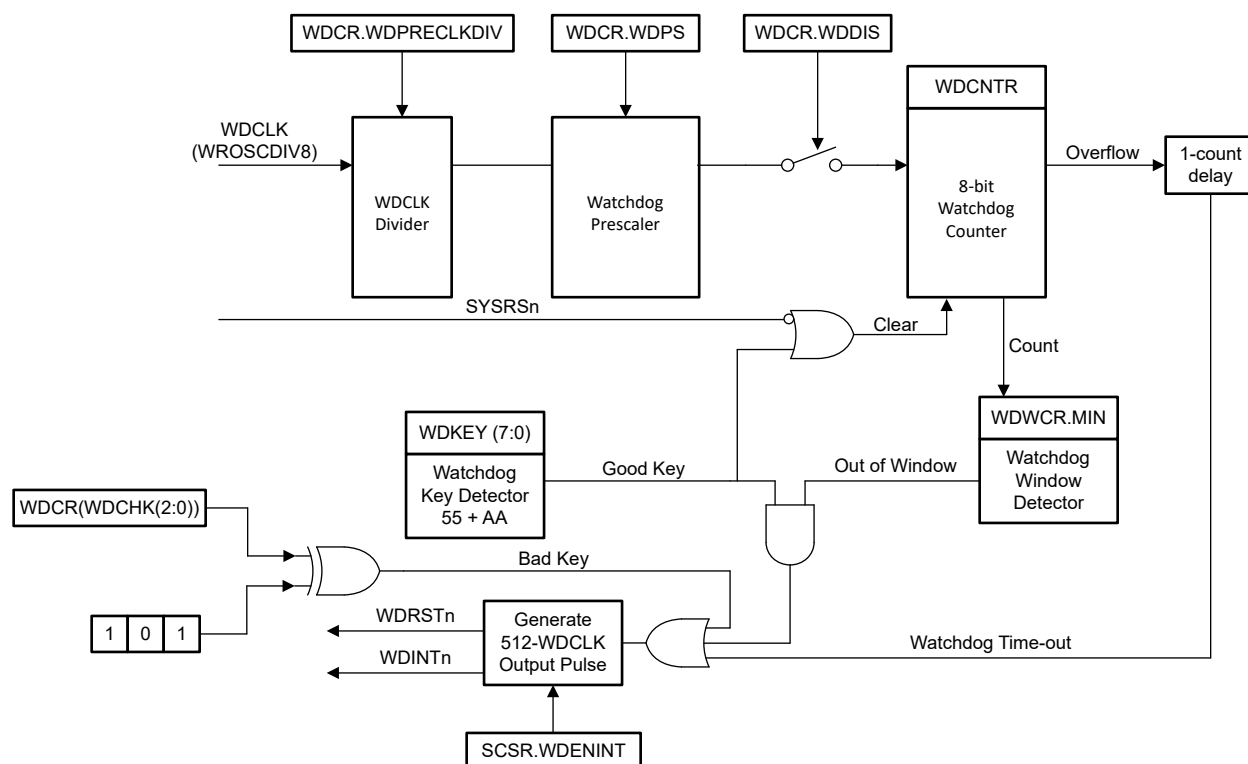 WDCR.WDPRECLKDIV
WDCR.WDPS
WDCR.WDDIS
WDCNTR
WDCLK
(WROSCDIV8)
WDCLK
Divider
Watchdog
Prescaler
8-bit
Watchdog
Counter
Overflow
1-count
delay
SYSRSn
Clear
Count
WDKEY (7:0)
Watchdog
Key Detector
55 + AA
Good Key
Out of Window
WDWCR.MIN
Watchdog
Window
Detector
WDCR(WDCHK(2:0))
Bad Key
1 0 1
WDRSTn
WDINTn
Generate
512-WDCLK
Output Pulse
Watchdog Time-out
SCSR.WDENINT